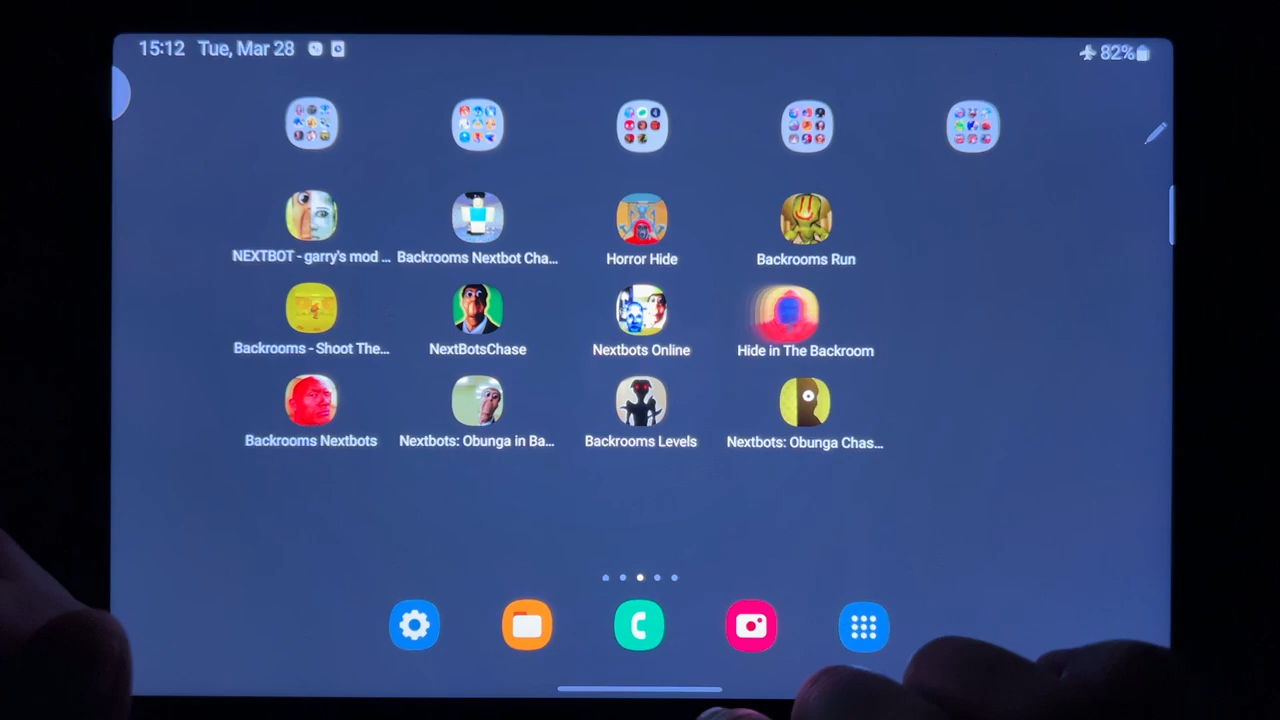 15:12 Tue, Mar 28 82%
NEXTBOT - garry's mod ... Backrooms Nextbot Cha... Horror Hide Backrooms Run
Backrooms - Shoot The... NextBotsChase Nextbots Online Hide in The Backroom
Backrooms Nextbots Nextbots: Obunga in Ba... Backrooms Levels Nextbots: Obunga Chas...